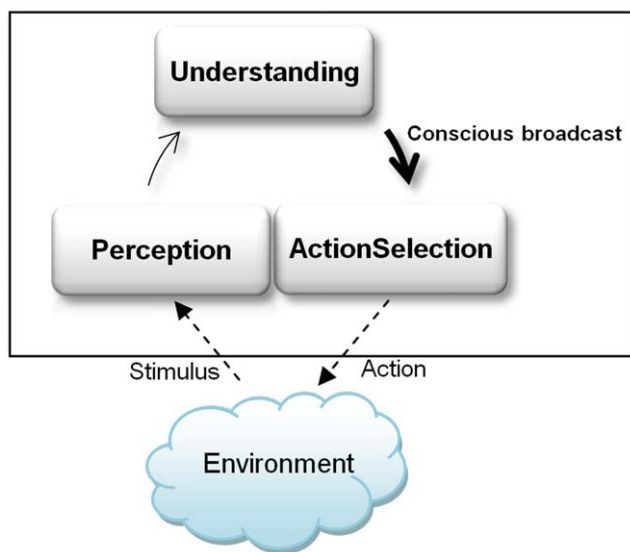 Understanding
Conscious broadcast
Perception
ActionSelection
Stimulus
Action
Environment